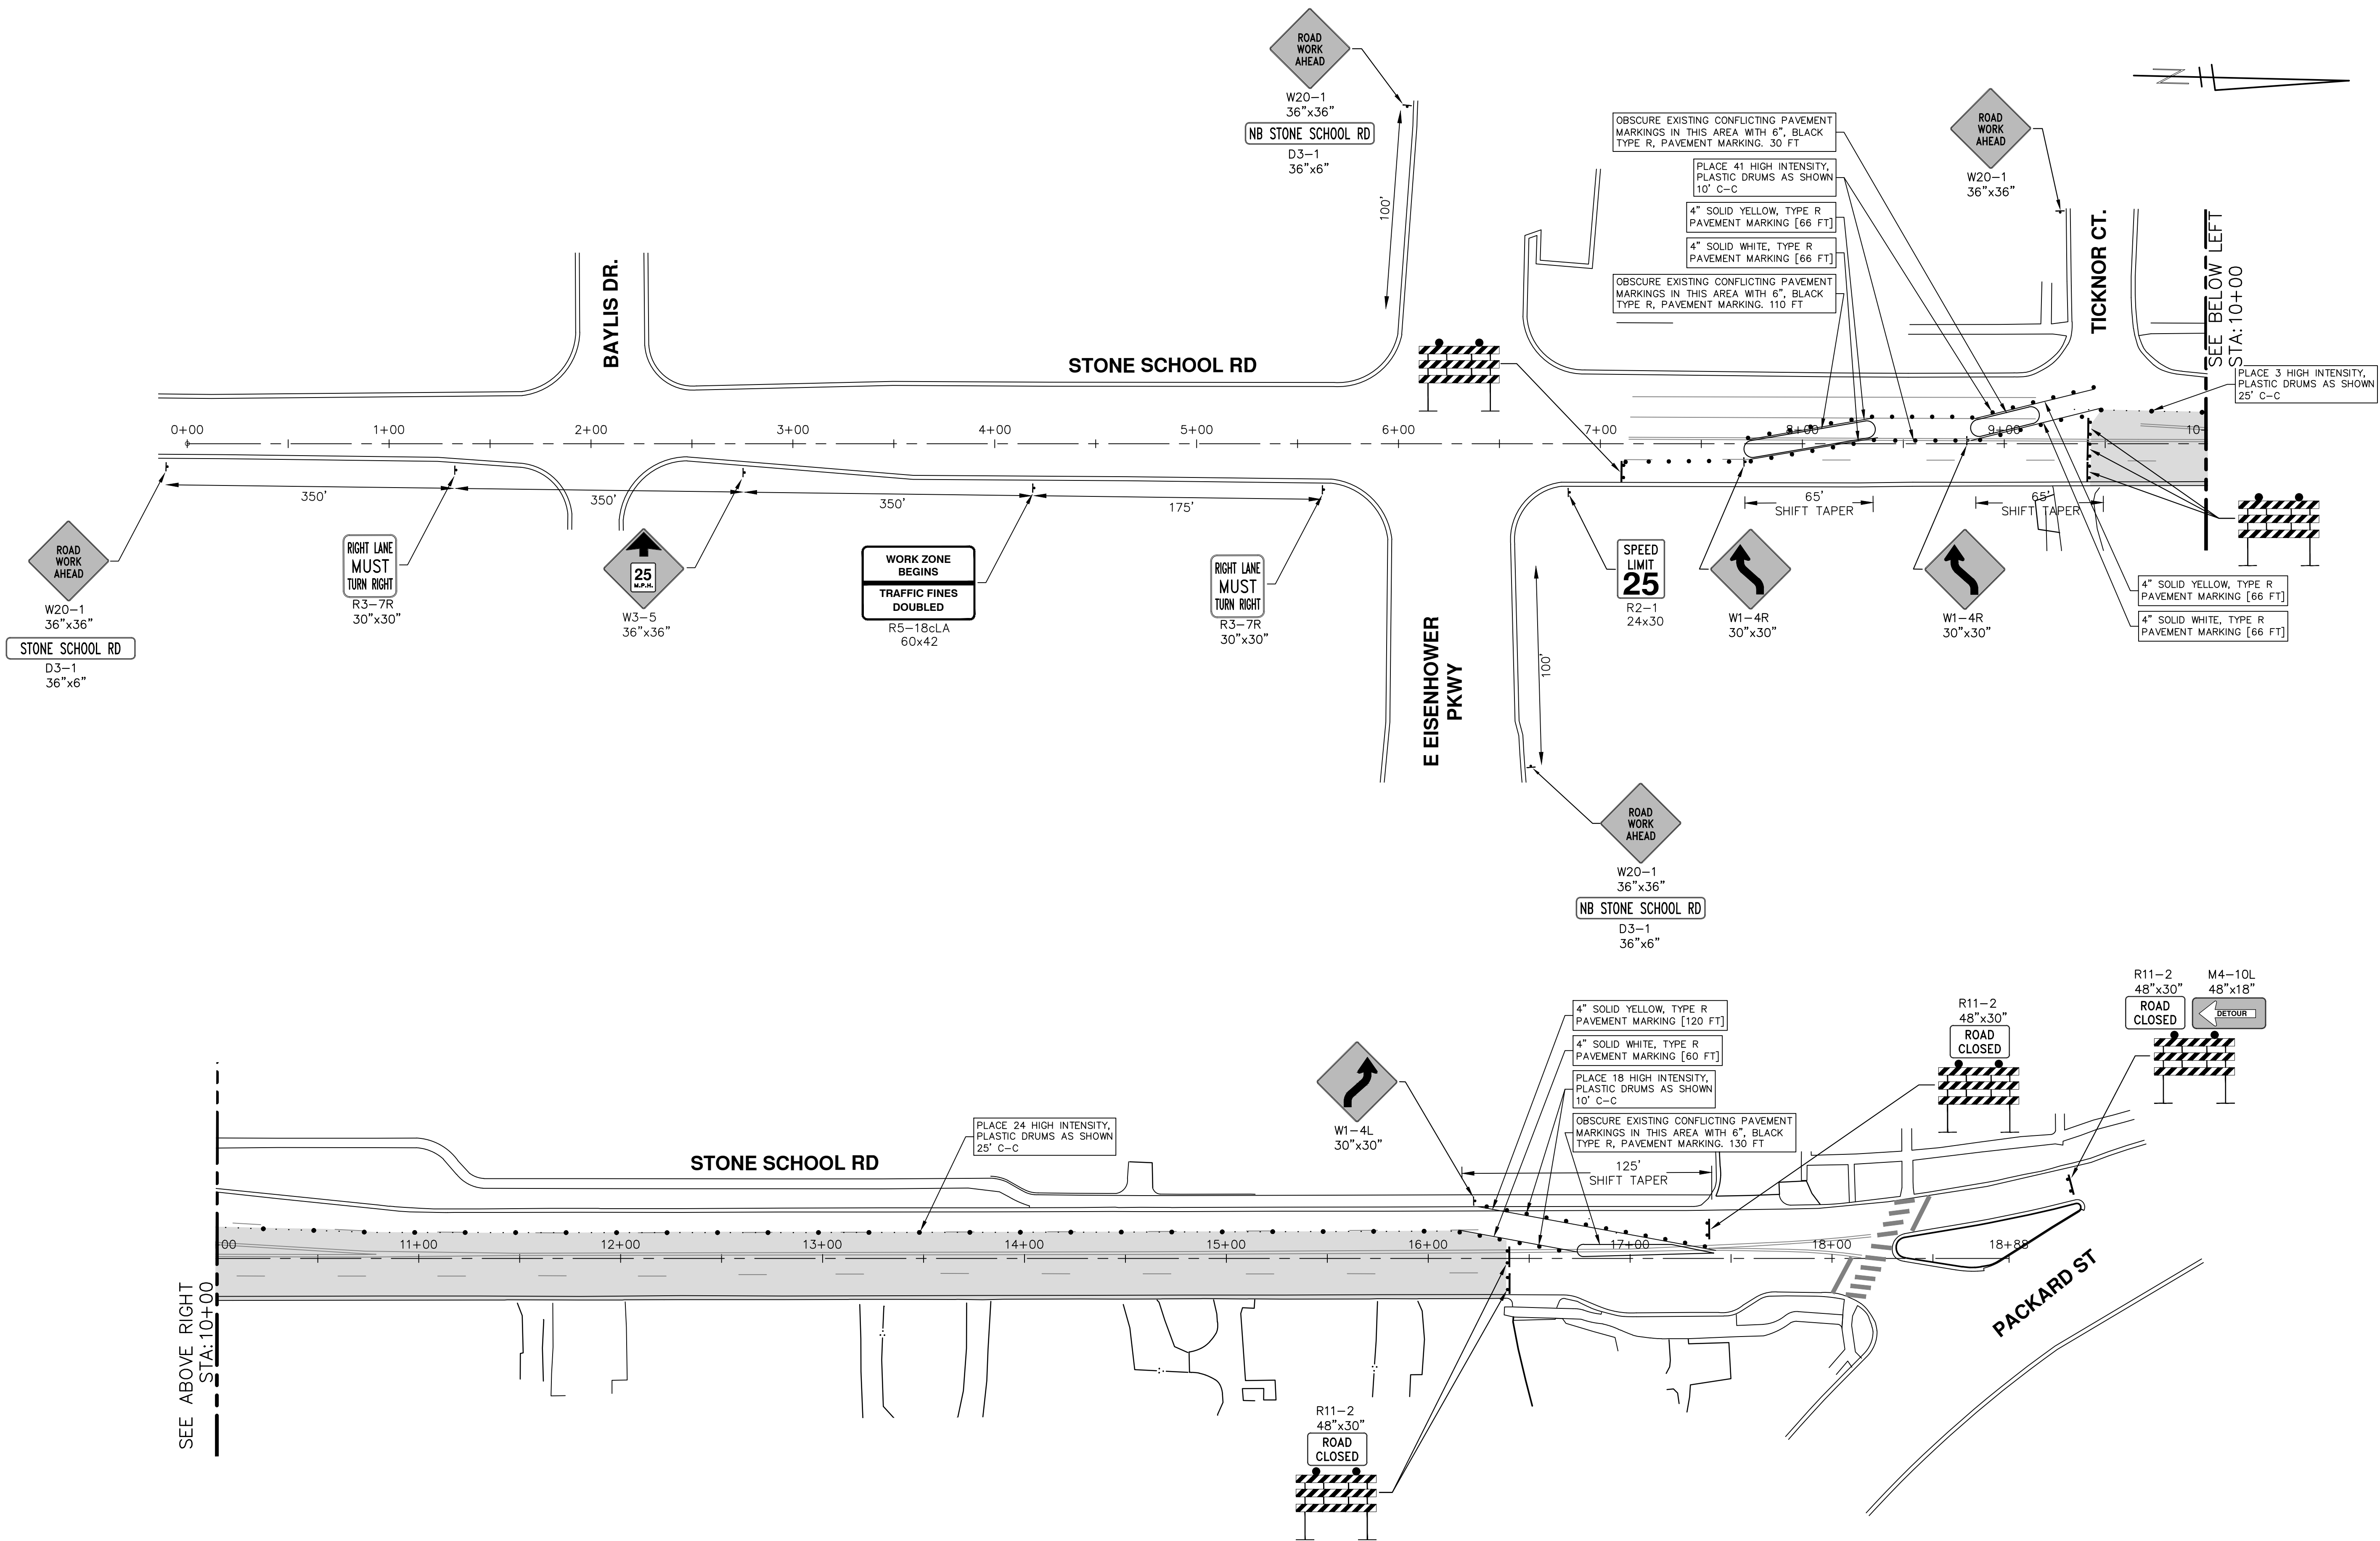 ROAD
WORK
AHEAD
W20-1
36"x36"
NB STONE SCHOOL RD
D3-1
36"x6"
100'
OBSCURE EXISTING CONFLICTING PAVEMENT
MARKINGS IN THIS AREA WITH 6", BLACK
TYPE R, PAVEMENT MARKING. 30 FT
PLACE 41 HIGH INTENSITY,
PLASTIC DRUMS AS SHOWN
10' C-C
4" SOLID YELLOW, TYPE R
PAVEMENT MARKING [66 FT]
4" SOLID WHITE, TYPE R
PAVEMENT MARKING [66 FT]
OBSCURE EXISTING CONFLICTING PAVEMENT
MARKINGS IN THIS AREA WITH 6", BLACK
TYPE R, PAVEMENT MARKING. 110 FT
N
ROAD
WORK
AHEAD
W20-1
36"x36"
TICKNOR CT.
SEE BELOW LEFT
STA:10+00
PLACE 3 HIGH INTENSITY,
PLASTIC DRUMS AS SHOWN
25' C-C
BAYLIS DR.
STONE SCHOOL RD
0+00
1+00
2+00
3+00
4+00
5+00
6+00
7+00
8+00
9+00
10
350'
350'
350'
175'
65'
SHIFT TAPER
65'
SHIFT TAPER
ROAD
WORK
AHEAD
W20-1
36"x36"
STONE SCHOOL RD
D3-1
36"x6"
RIGHT LANE
MUST
TURN RIGHT
R3-7R
30"x30"
25
M.P.H.
W3-5
36"x36"
WORK ZONE
BEGINS
TRAFFIC FINES
DOUBLED
R5-18cLA
60x42
RIGHT LANE
MUST
TURN RIGHT
R3-7R
30"x30"
E EISENHOWER
PKWY
100'
SPEED
LIMIT
25
R2-1
24x30
W1-4R
30"x30"
W1-4R
30"x30"
4" SOLID YELLOW, TYPE R
PAVEMENT MARKING [66 FT]
4" SOLID WHITE, TYPE R
PAVEMENT MARKING [66 FT]
ROAD
WORK
AHEAD
W20-1
36"x36"
NB STONE SCHOOL RD
D3-1
36"x6"
SEE ABOVE RIGHT
STA:10+00
STONE SCHOOL RD
PLACE 24 HIGH INTENSITY,
PLASTIC DRUMS AS SHOWN
25' C-C
W1-4L
30"x30"
4" SOLID YELLOW, TYPE R
PAVEMENT MARKING [120 FT]
4" SOLID WHITE, TYPE R
PAVEMENT MARKING [60 FT]
PLACE 18 HIGH INTENSITY,
PLASTIC DRUMS AS SHOWN
10' C-C
OBSCURE EXISTING CONFLICTING PAVEMENT
MARKINGS IN THIS AREA WITH 6", BLACK
TYPE R, PAVEMENT MARKING. 130 FT
125'
SHIFT TAPER
R11-2
48"x30"
ROAD
CLOSED
R11-2
48"x30"
ROAD
CLOSED
M4-10L
48"x18"
DETOUR
00
11+00
12+00
13+00
14+00
15+00
16+00
17+00
18+00
18+88
PACKARD ST
R11-2
48"x30"
ROAD
CLOSED